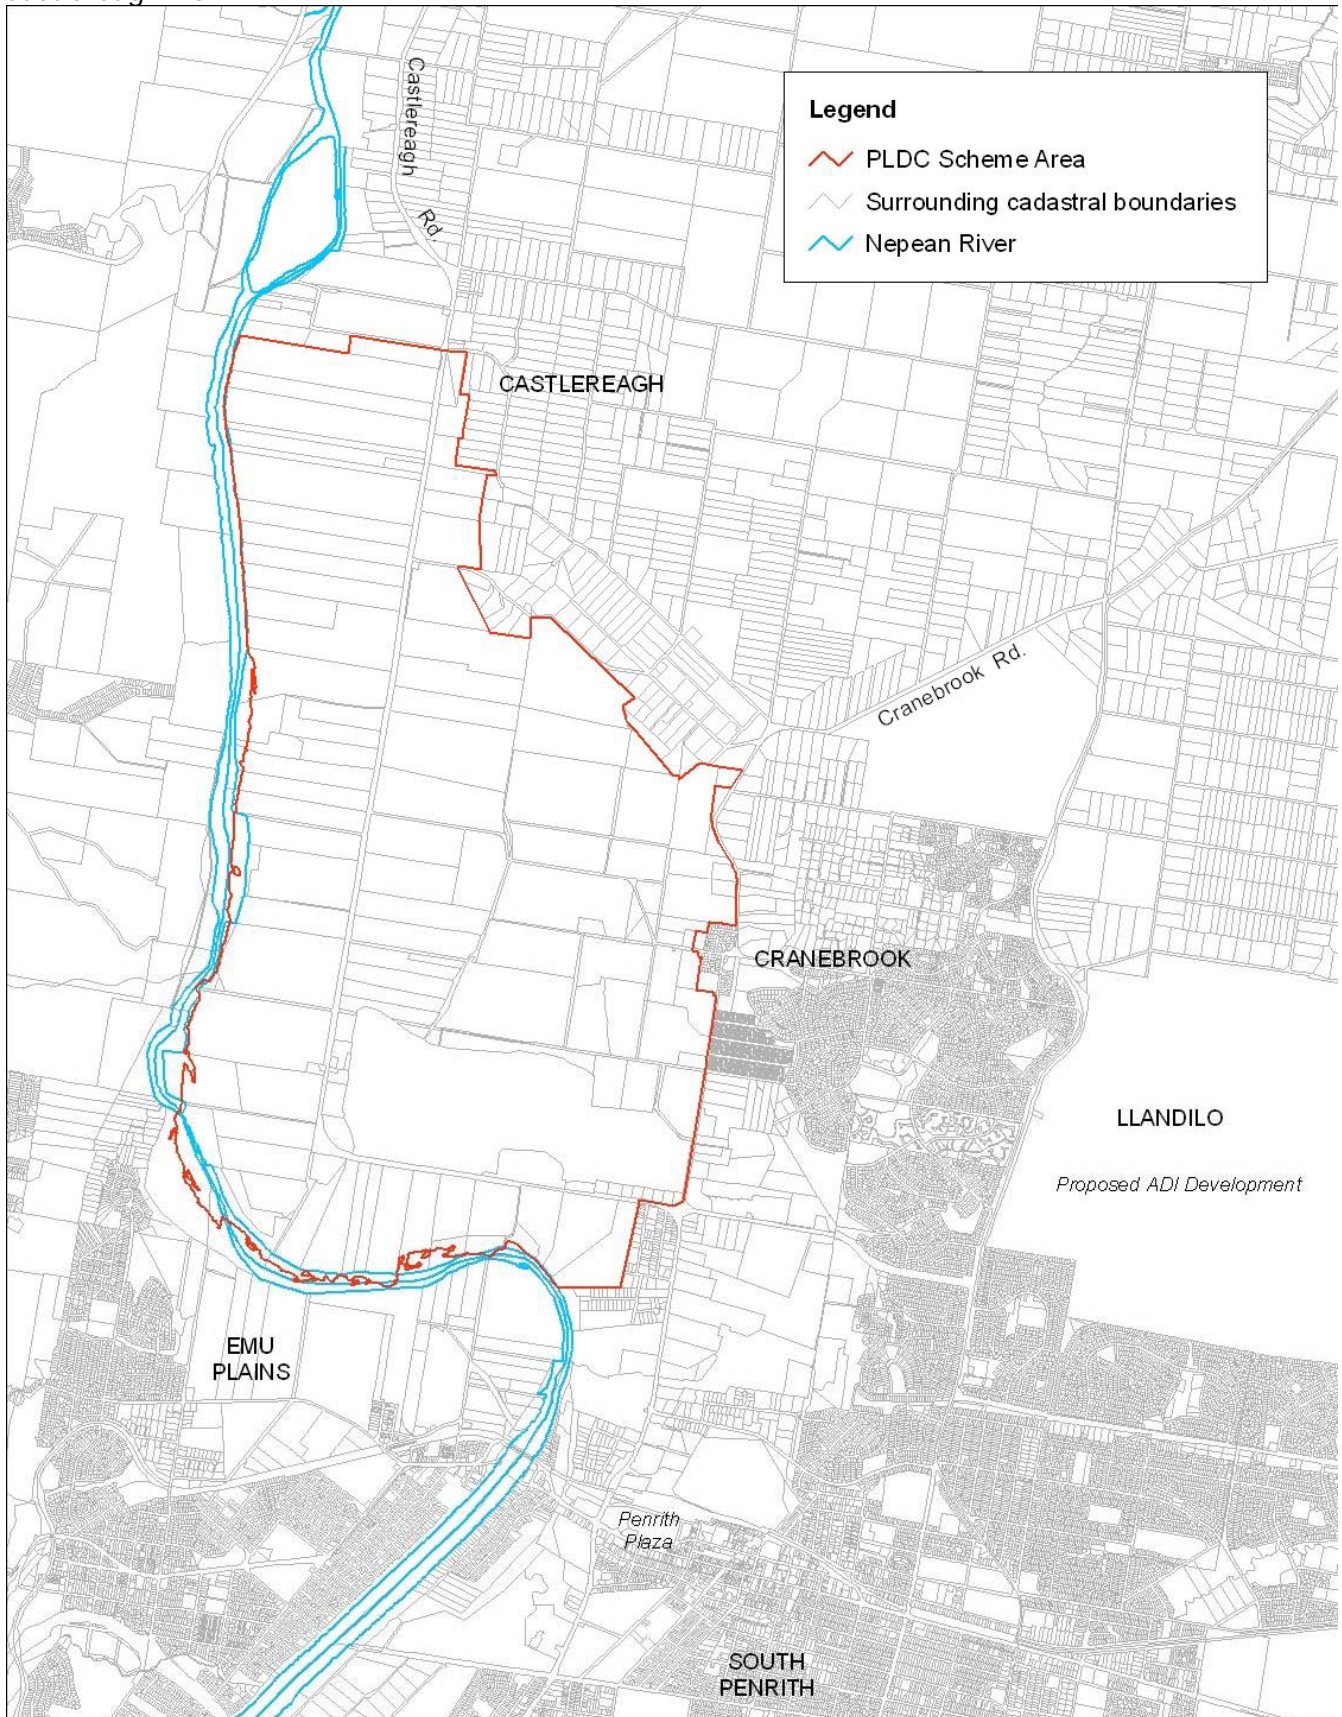 Castlereagh
Rd.
Legend
PLDC Scheme Area
Surrounding cadastral boundaries
Nepean River
CASTLEREAGH
Cranebrook Rd.
CRANEBROOK
LLANDILO
Proposed ADI Development
EMU
PLAINS
Penrith
Plaza
SOUTH
PENRITH